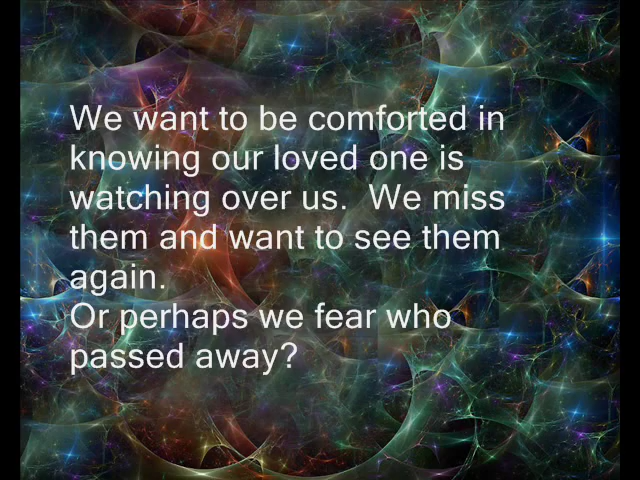 We want to be comforted in
knowing our loved one is
watching over us.  We miss
them and want to see them
again.
Or perhaps we fear who
passed away?